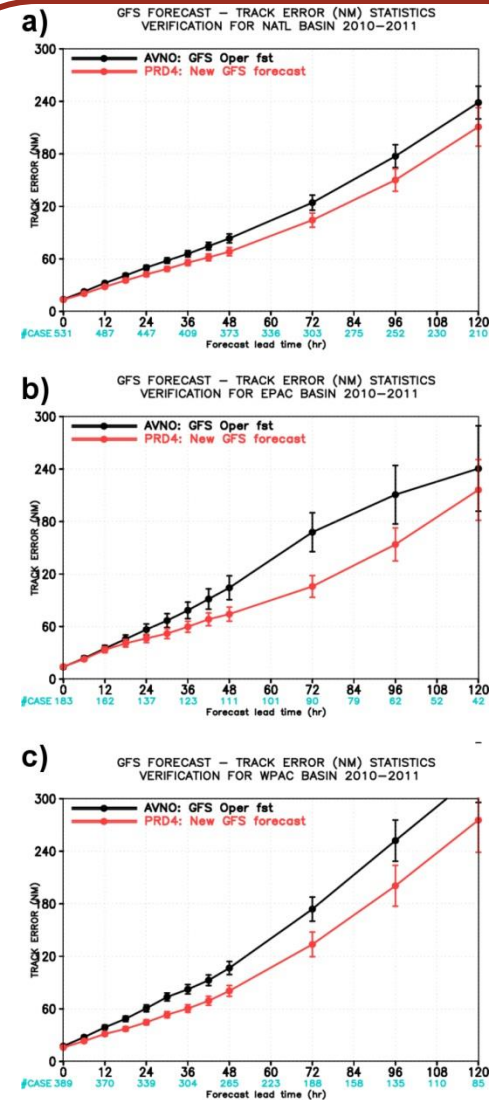 a)
GFS FORECAST – TRACK ERROR (NM) STATISTICS
VERIFICATION FOR NATL BASIN 2010–2011
AVNO: GFS Oper fst
PRD4: New GFS forecast
TRACK ERROR (NM)
300
240
180
120
60
0
0 12 24 36 48 60 72 84 96 108 120
#CASE 531 487 447 409 373 336 303 275 252 230 210
Forecast lead time (hr)
b)
GFS FORECAST – TRACK ERROR (NM) STATISTICS
VERIFICATION FOR EPAC BASIN 2010–2011
AVNO: GFS Oper fst
PRD4: New GFS forecast
TRACK ERROR (NM)
300
240
180
120
60
0
0 12 24 36 48 60 72 84 96 108 120
#CASE 183 162 137 123 111 101 90 79 62 52 42
Forecast lead time (hr)
c)
GFS FORECAST – TRACK ERROR (NM) STATISTICS
VERIFICATION FOR WPAC BASIN 2010–2011
AVNO: GFS Oper fst
PRD4: New GFS forecast
TRACK ERROR (NM)
300
240
180
120
60
0
0 12 24 36 48 60 72 84 96 108 120
#CASE 389 370 339 304 265 223 188 158 135 110 85
Forecast lead time (hr)